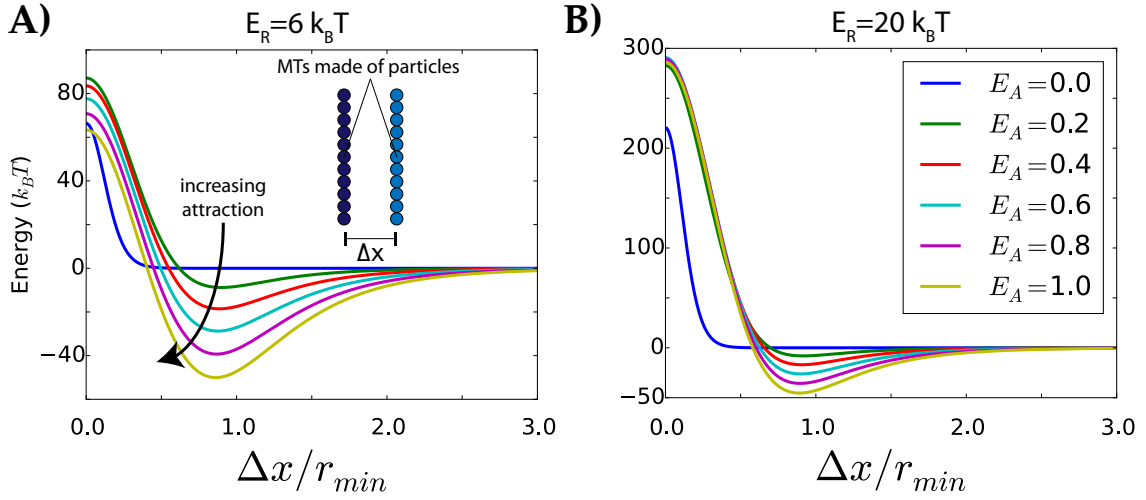 A)
E_R=6 k_BT
MTs made of particles
increasing
attraction
Δx
Energy (k_BT)
80
40
0
−40
0.0 1.0 2.0 3.0
Δx/r_min
B)
E_R=20 k_BT
300
250
200
150
100
50
0
−50
0.0 1.0 2.0 3.0
Δx/r_min
E_A=0.0
E_A=0.2
E_A=0.4
E_A=0.6
E_A=0.8
E_A=1.0